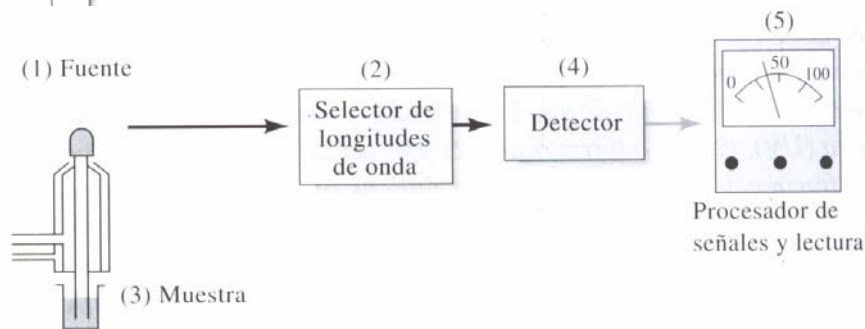 (1) Fuente
(2)
Selector de
longitudes
de onda
(4)
Detector
(5)
0 50 100
Procesador de
señales y lectura
(3) Muestra